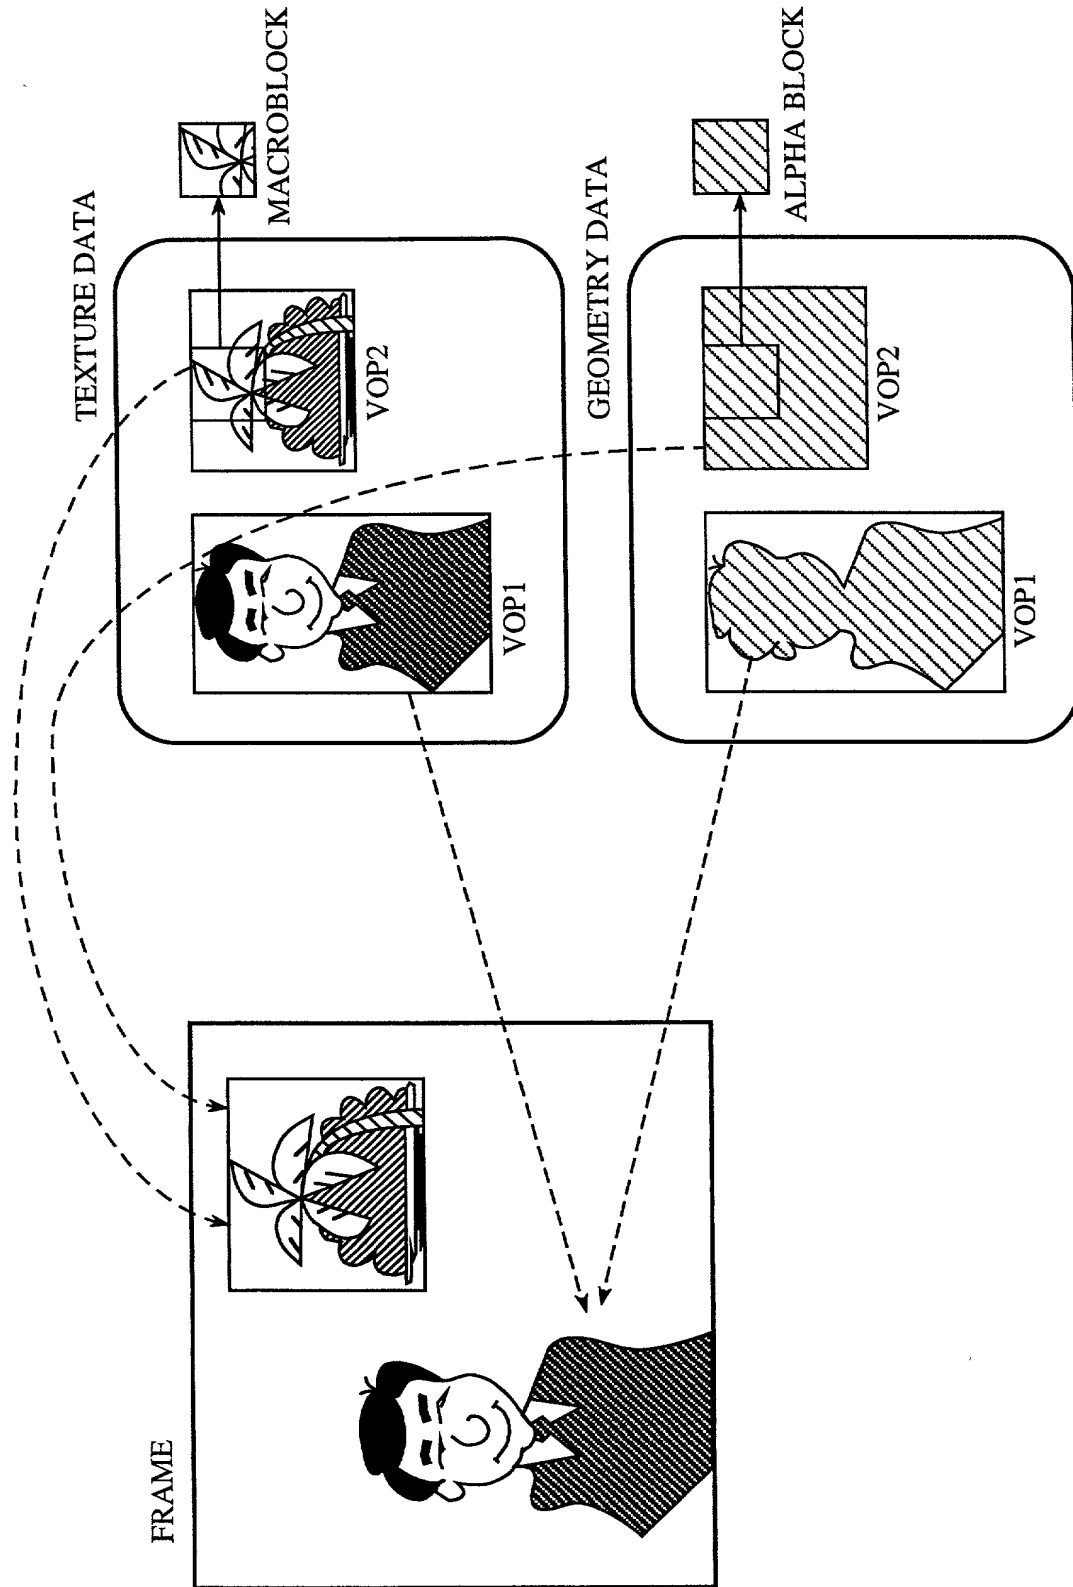 FRAME
TEXTURE DATA
VOP1
VOP2
MACROBLOCK
GEOMETRY DATA
VOP1
VOP2
ALPHA BLOCK